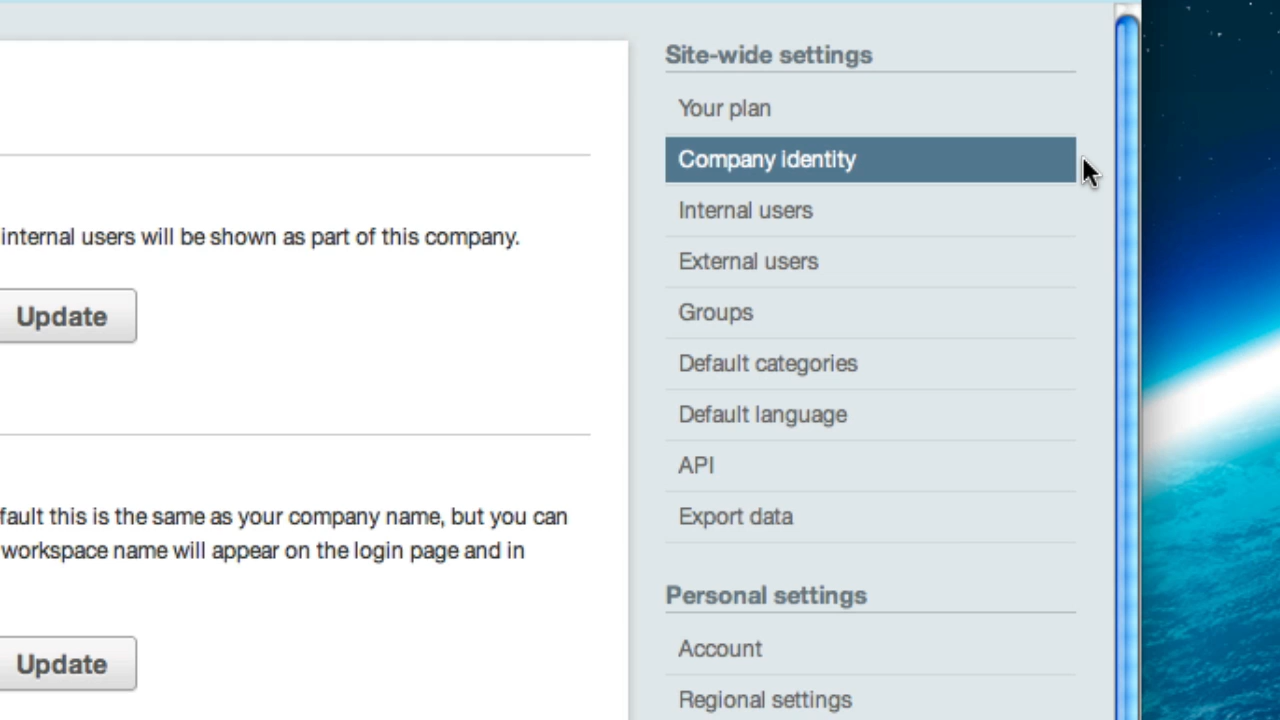 internal users will be shown as part of this company.
Update
fault this is the same as your company name, but you can
workspace name will appear on the login page and in
Update
Site-wide settings
Your plan
Company identity
Internal users
External users
Groups
Default categories
Default language
API
Export data
Personal settings
Account
Regional settings